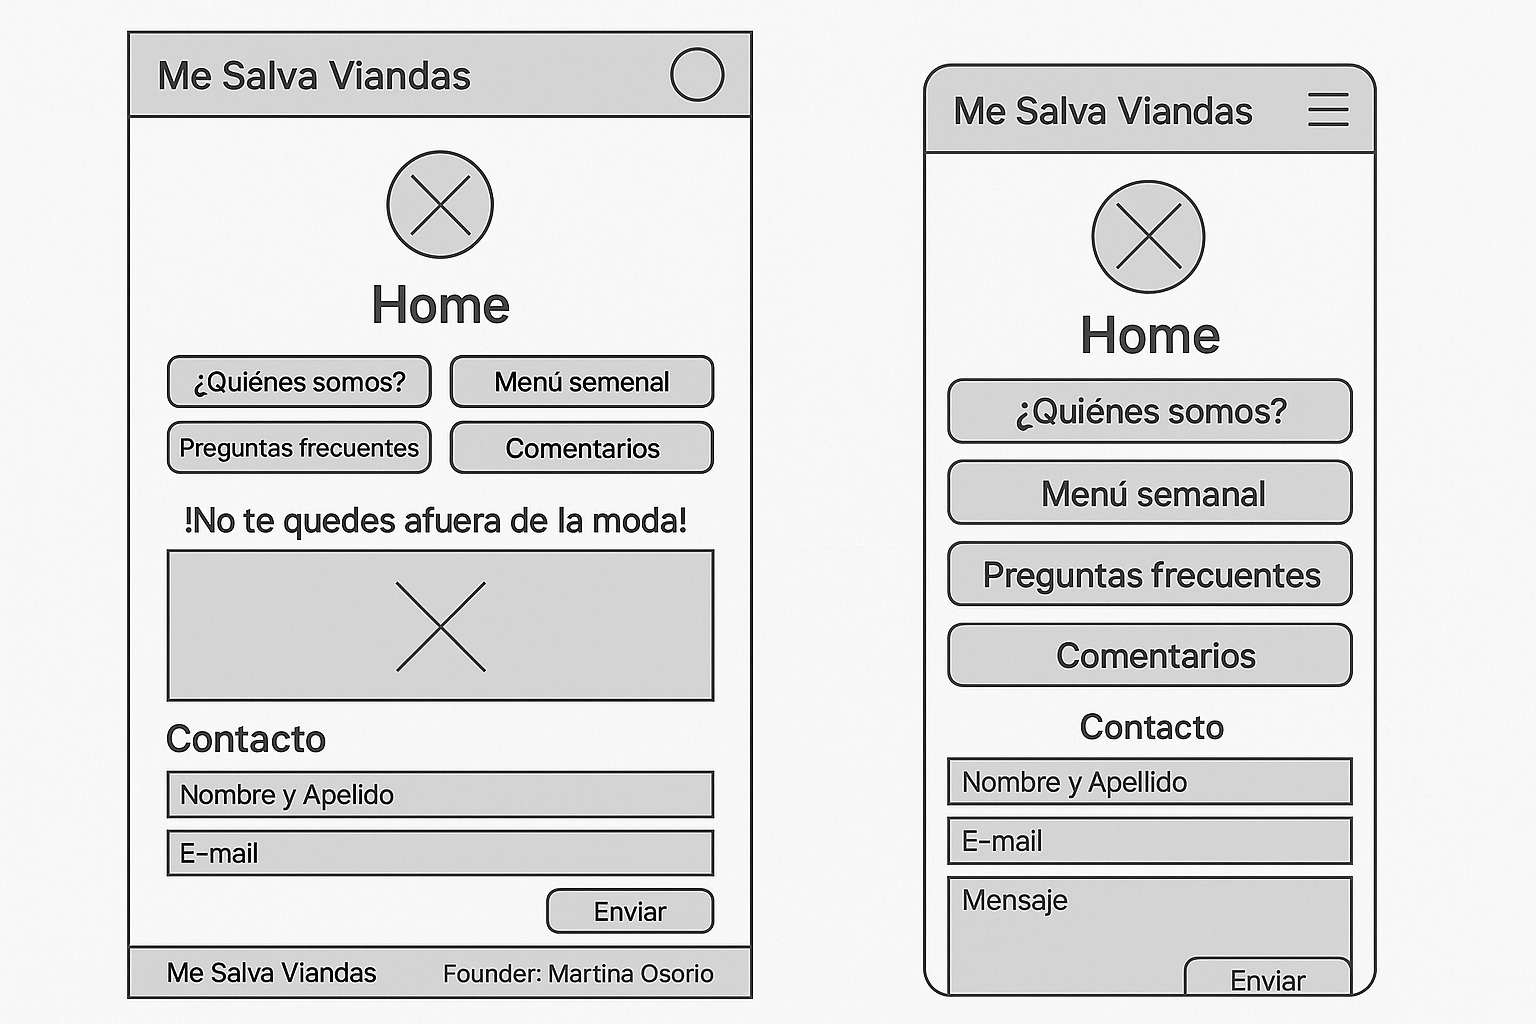 Me Salva Viandas
Home
¿Quiénes somos?
Menú semenal
Preguntas frecuentes
Comentarios
!No te quedes afuera de la moda!
Contacto
Nombre y Apelido
E-mail
Enviar
Me Salva Viandas
Founder: Martina Osorio
Me Salva Viandas
Home
¿Quiénes somos?
Menú semanal
Preguntas frecuentes
Comentarios
Contacto
Nombre y Apellido
E-mail
Mensaje
Enviar